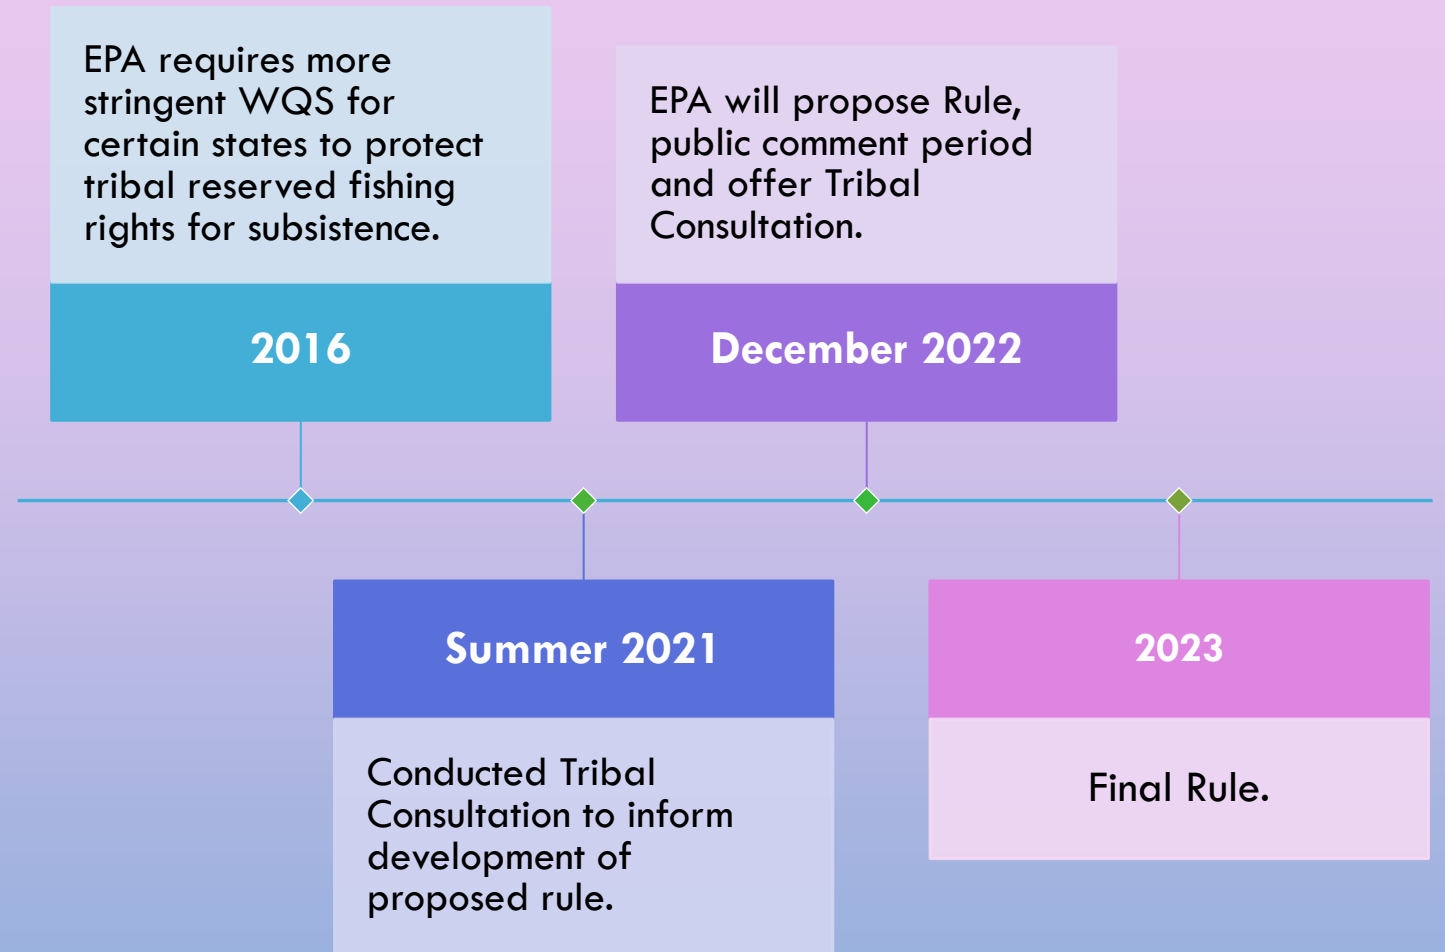 EPA requires more
stringent WQS for
certain states to protect
tribal reserved fishing
rights for subsistence.
2016
Summer 2021
Conducted Tribal
Consultation to inform
development of
proposed rule.
EPA will propose Rule,
public comment period
and offer Tribal
Consultation.
December 2022
2023
Final Rule.